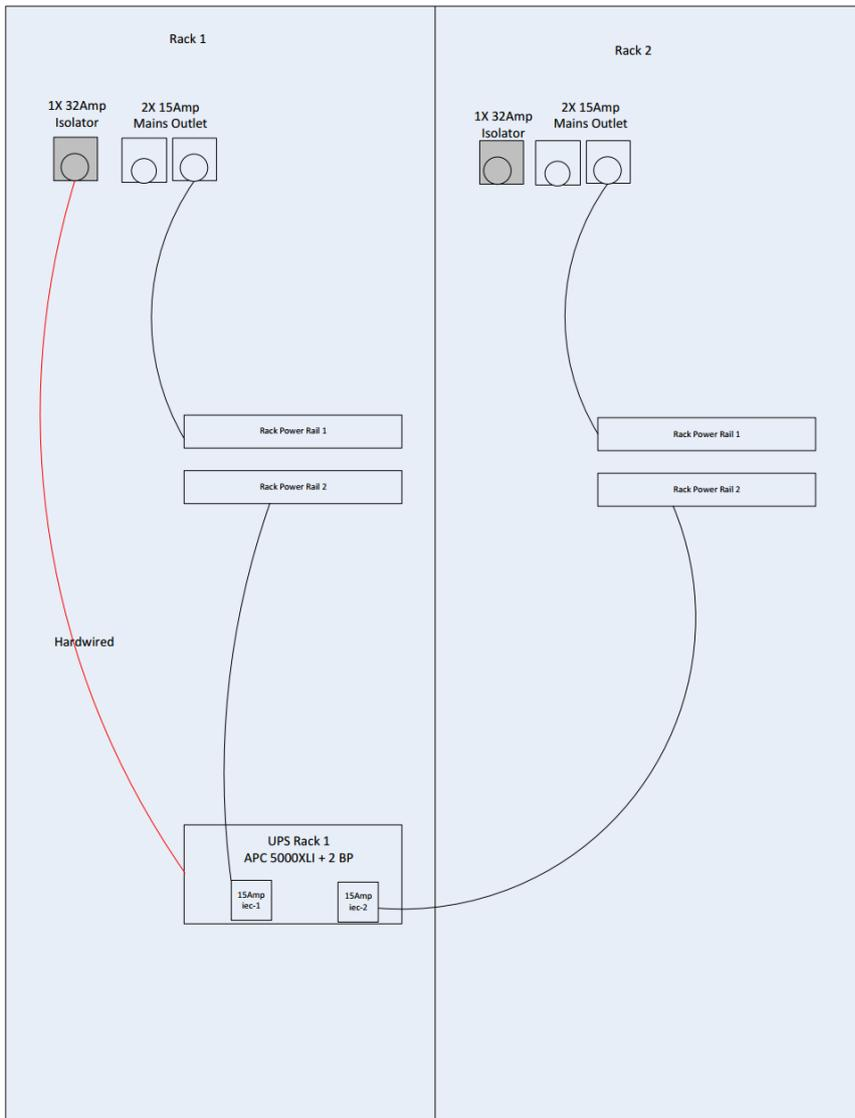 Rack 1
1X 32Amp
Isolator
2X 15Amp
Mains Outlet
Rack Power Rail 1
Rack Power Rail 2
Hardwired
UPS Rack 1
APC 5000XLI + 2 BP
15Amp
iec-1
15Amp
iec-2
Rack 2
1X 32Amp
Isolator
2X 15Amp
Mains Outlet
Rack Power Rail 1
Rack Power Rail 2